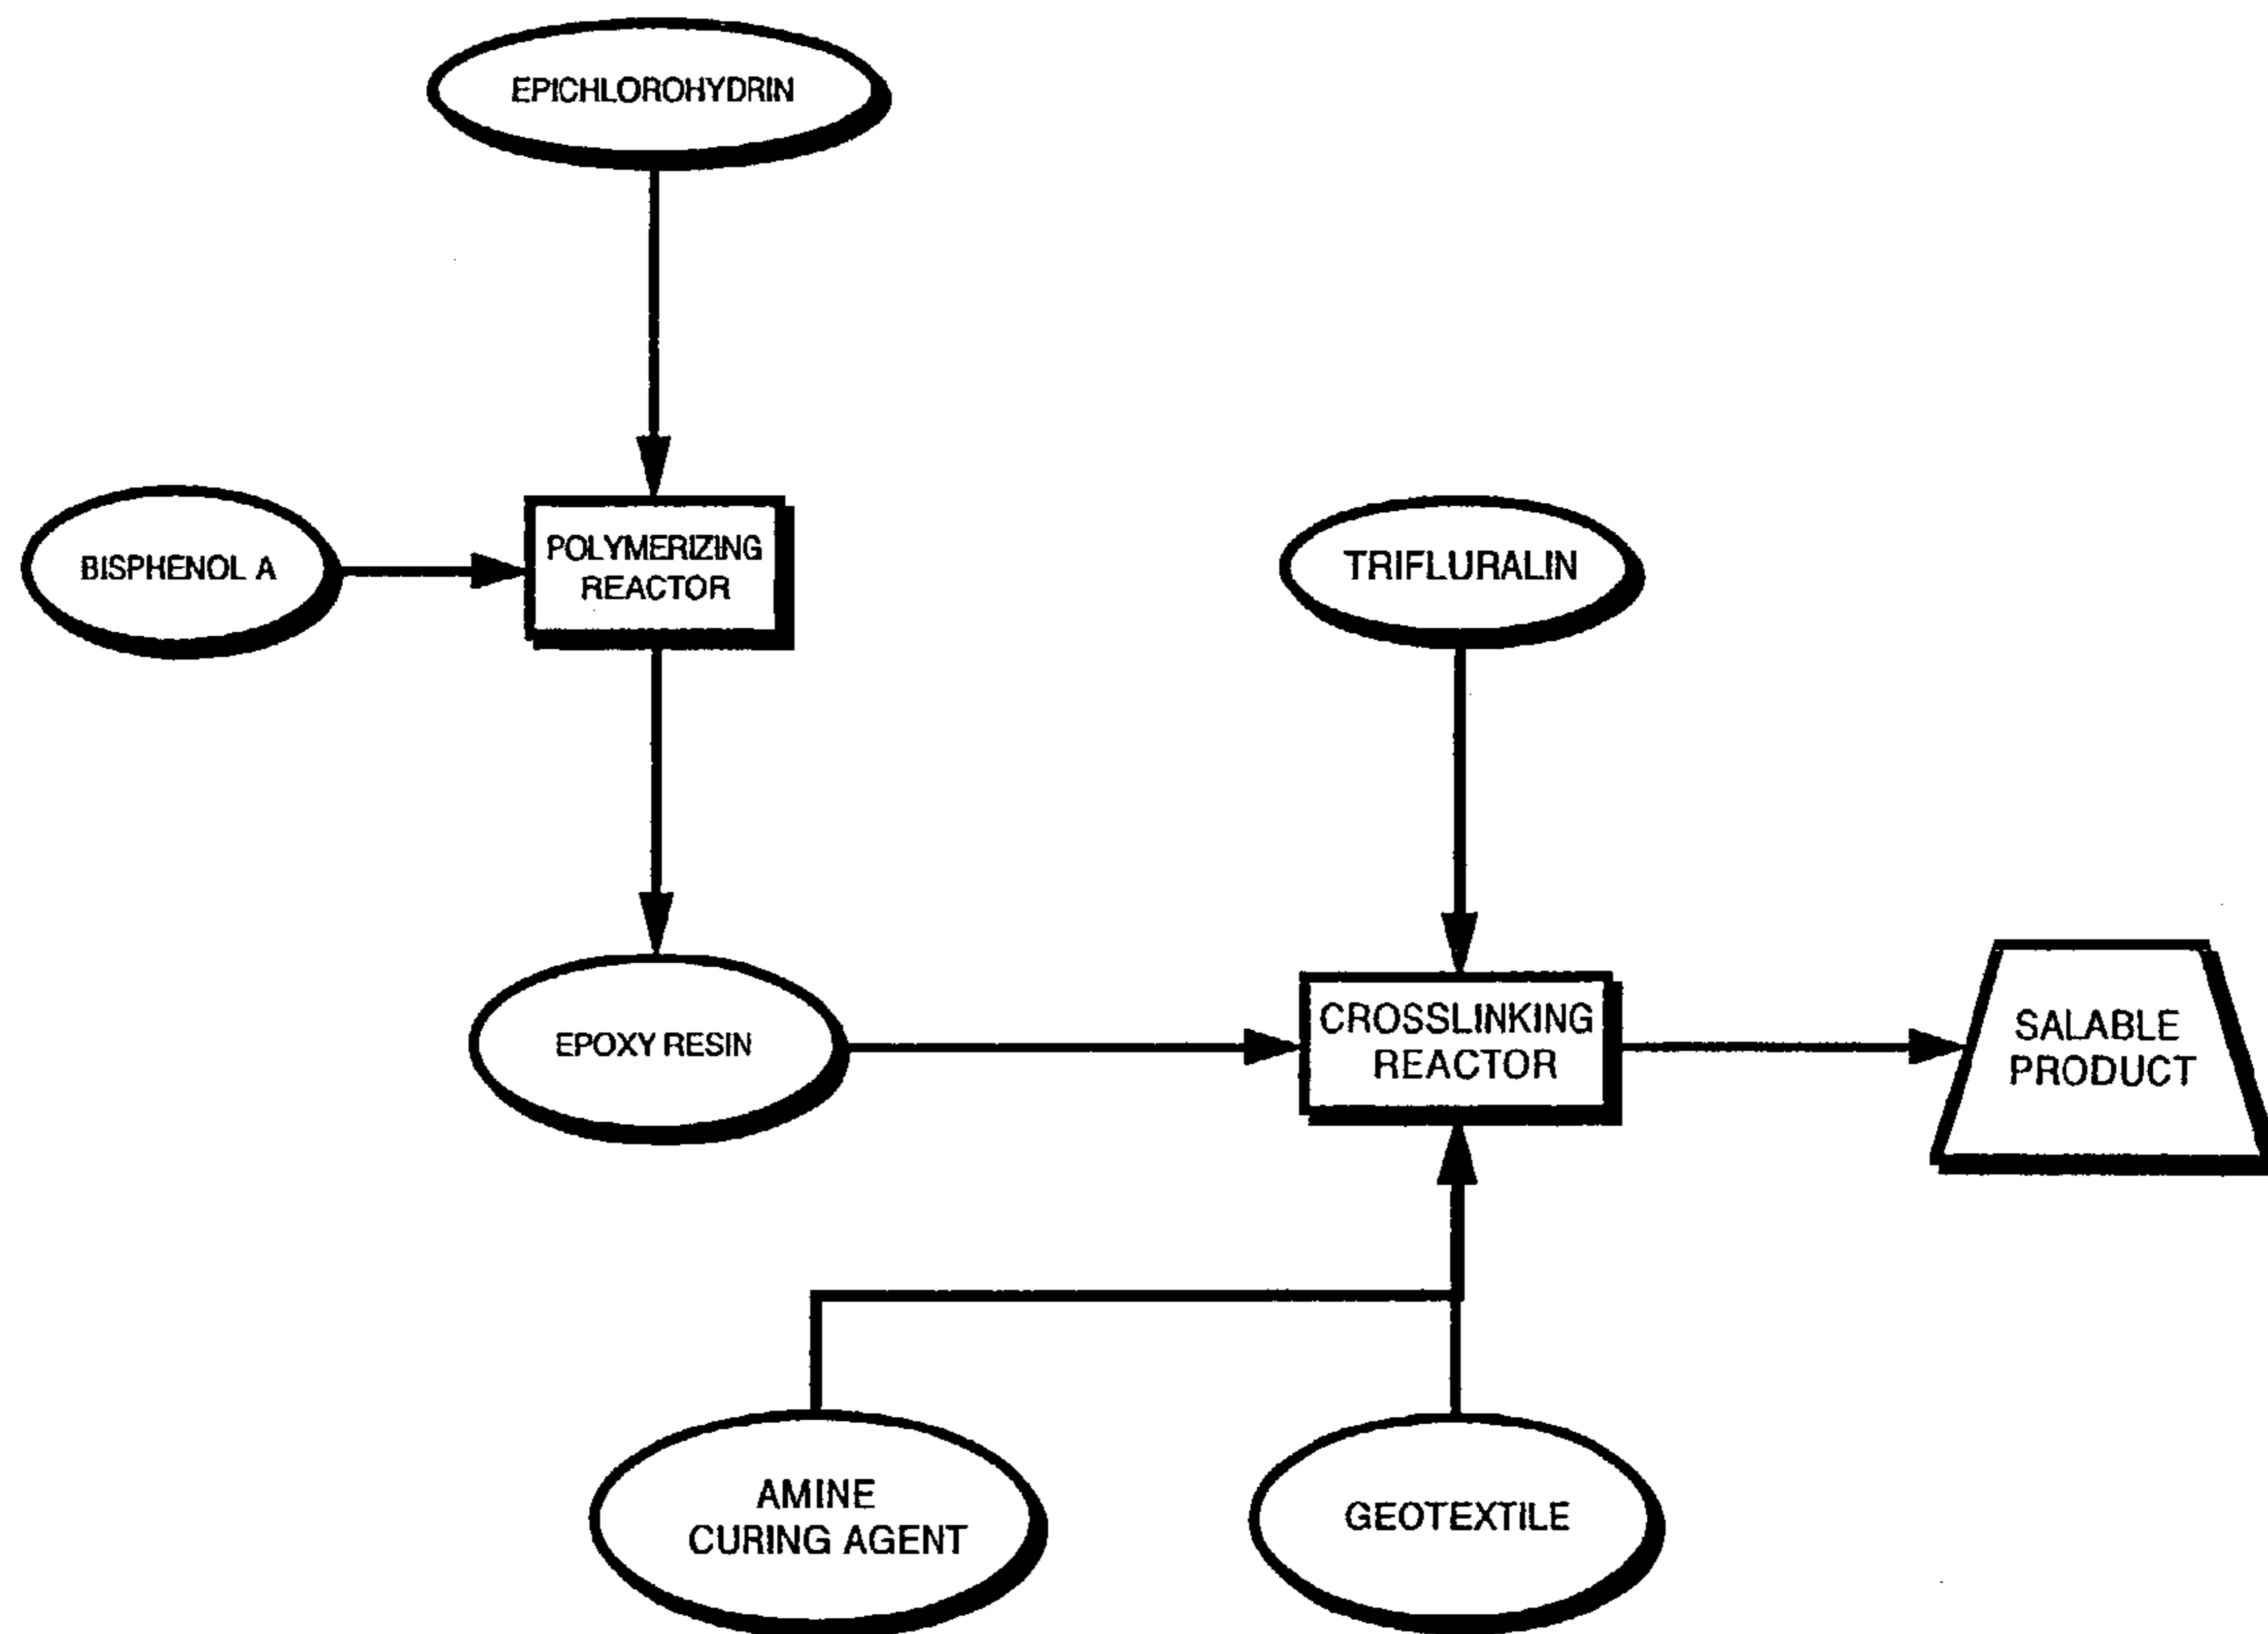 EPICHLOROHYDRIN
BISPHENOL A
POLYMERIZING
REACTOR
TRIFLURALIN
EPOXY RESIN
CROSSLINKING
REACTOR
SALABLE
PRODUCT
AMINE
CURING AGENT
GEOTEXTILE